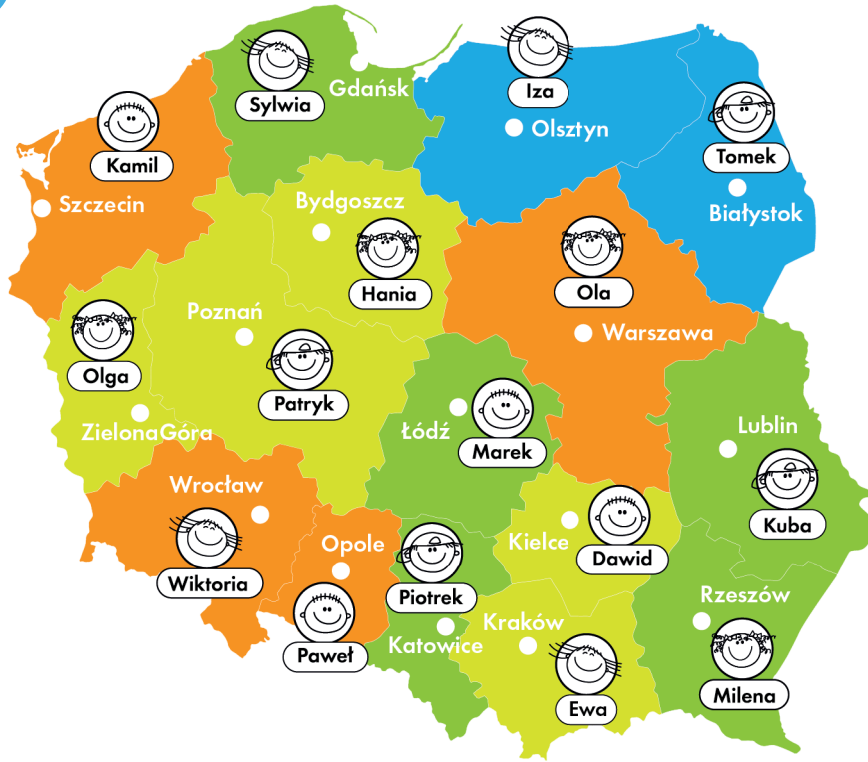 Sylwia
Gdańsk
Iza
Olsztyn
Kamil
Szczecin
Tomek
Białystok
Bydgoszcz
Hania
Ola
Warszawa
Poznań
Patryk
Olga
ZielonaGóra
Łódź
Marek
Lublin
Kuba
Wrocław
Wiktoria
Opole
Paweł
Piotrek
Katowice
Kielce
Dawid
Kraków
Ewa
Rzeszów
Milena